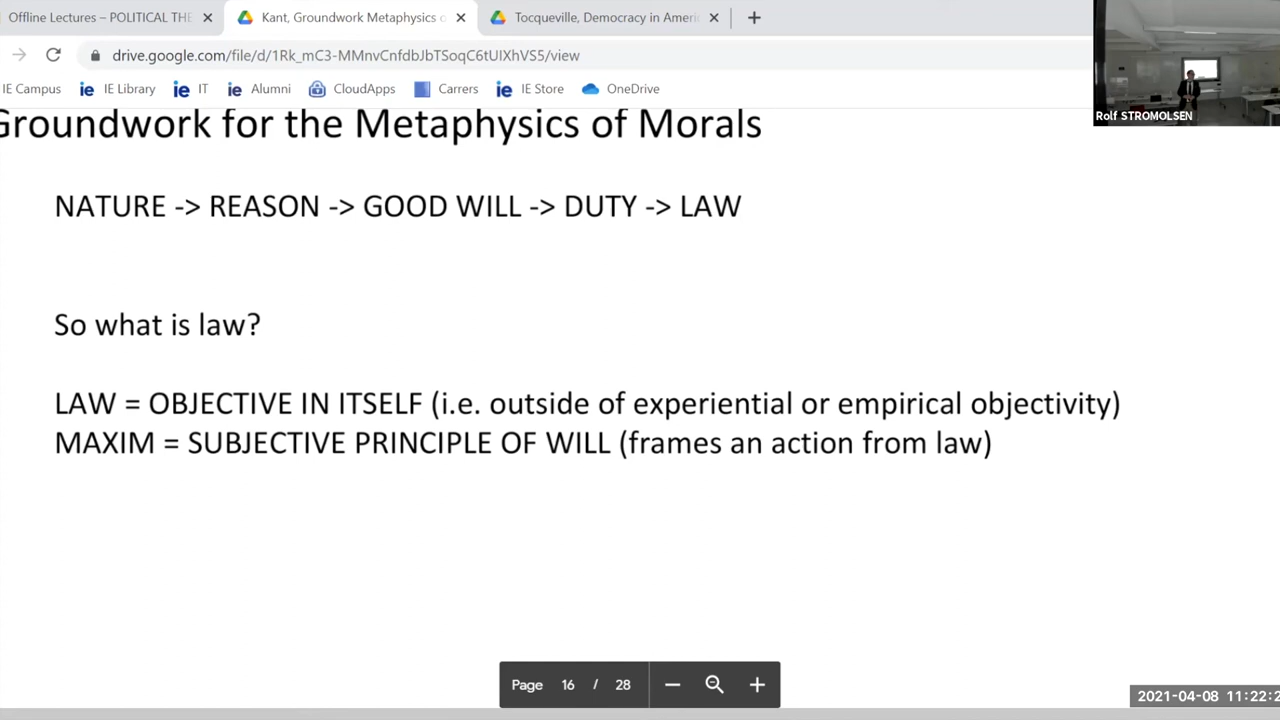 Offline Lectures – POLITICAL THE
Kant, Groundwork Metaphysics o
Tocqueville, Democracy in Ameri
drive.google.com/file/d/1Rk_mC3-MMnvCnfdbJbTSoqC6tUIXhVS5/view
IE Campus
ie IE Library
ie IT
ie Alumni
CloudApps
Carrers
ie IE Store
OneDrive
Rolf STROMOLSEN
Groundwork for the Metaphysics of Morals
NATURE -> REASON -> GOOD WILL -> DUTY -> LAW
So what is law?
LAW = OBJECTIVE IN ITSELF (i.e. outside of experiential or empirical objectivity)
MAXIM = SUBJECTIVE PRINCIPLE OF WILL (frames an action from law)
Page 16 / 28
2021-04-08 11:22:2